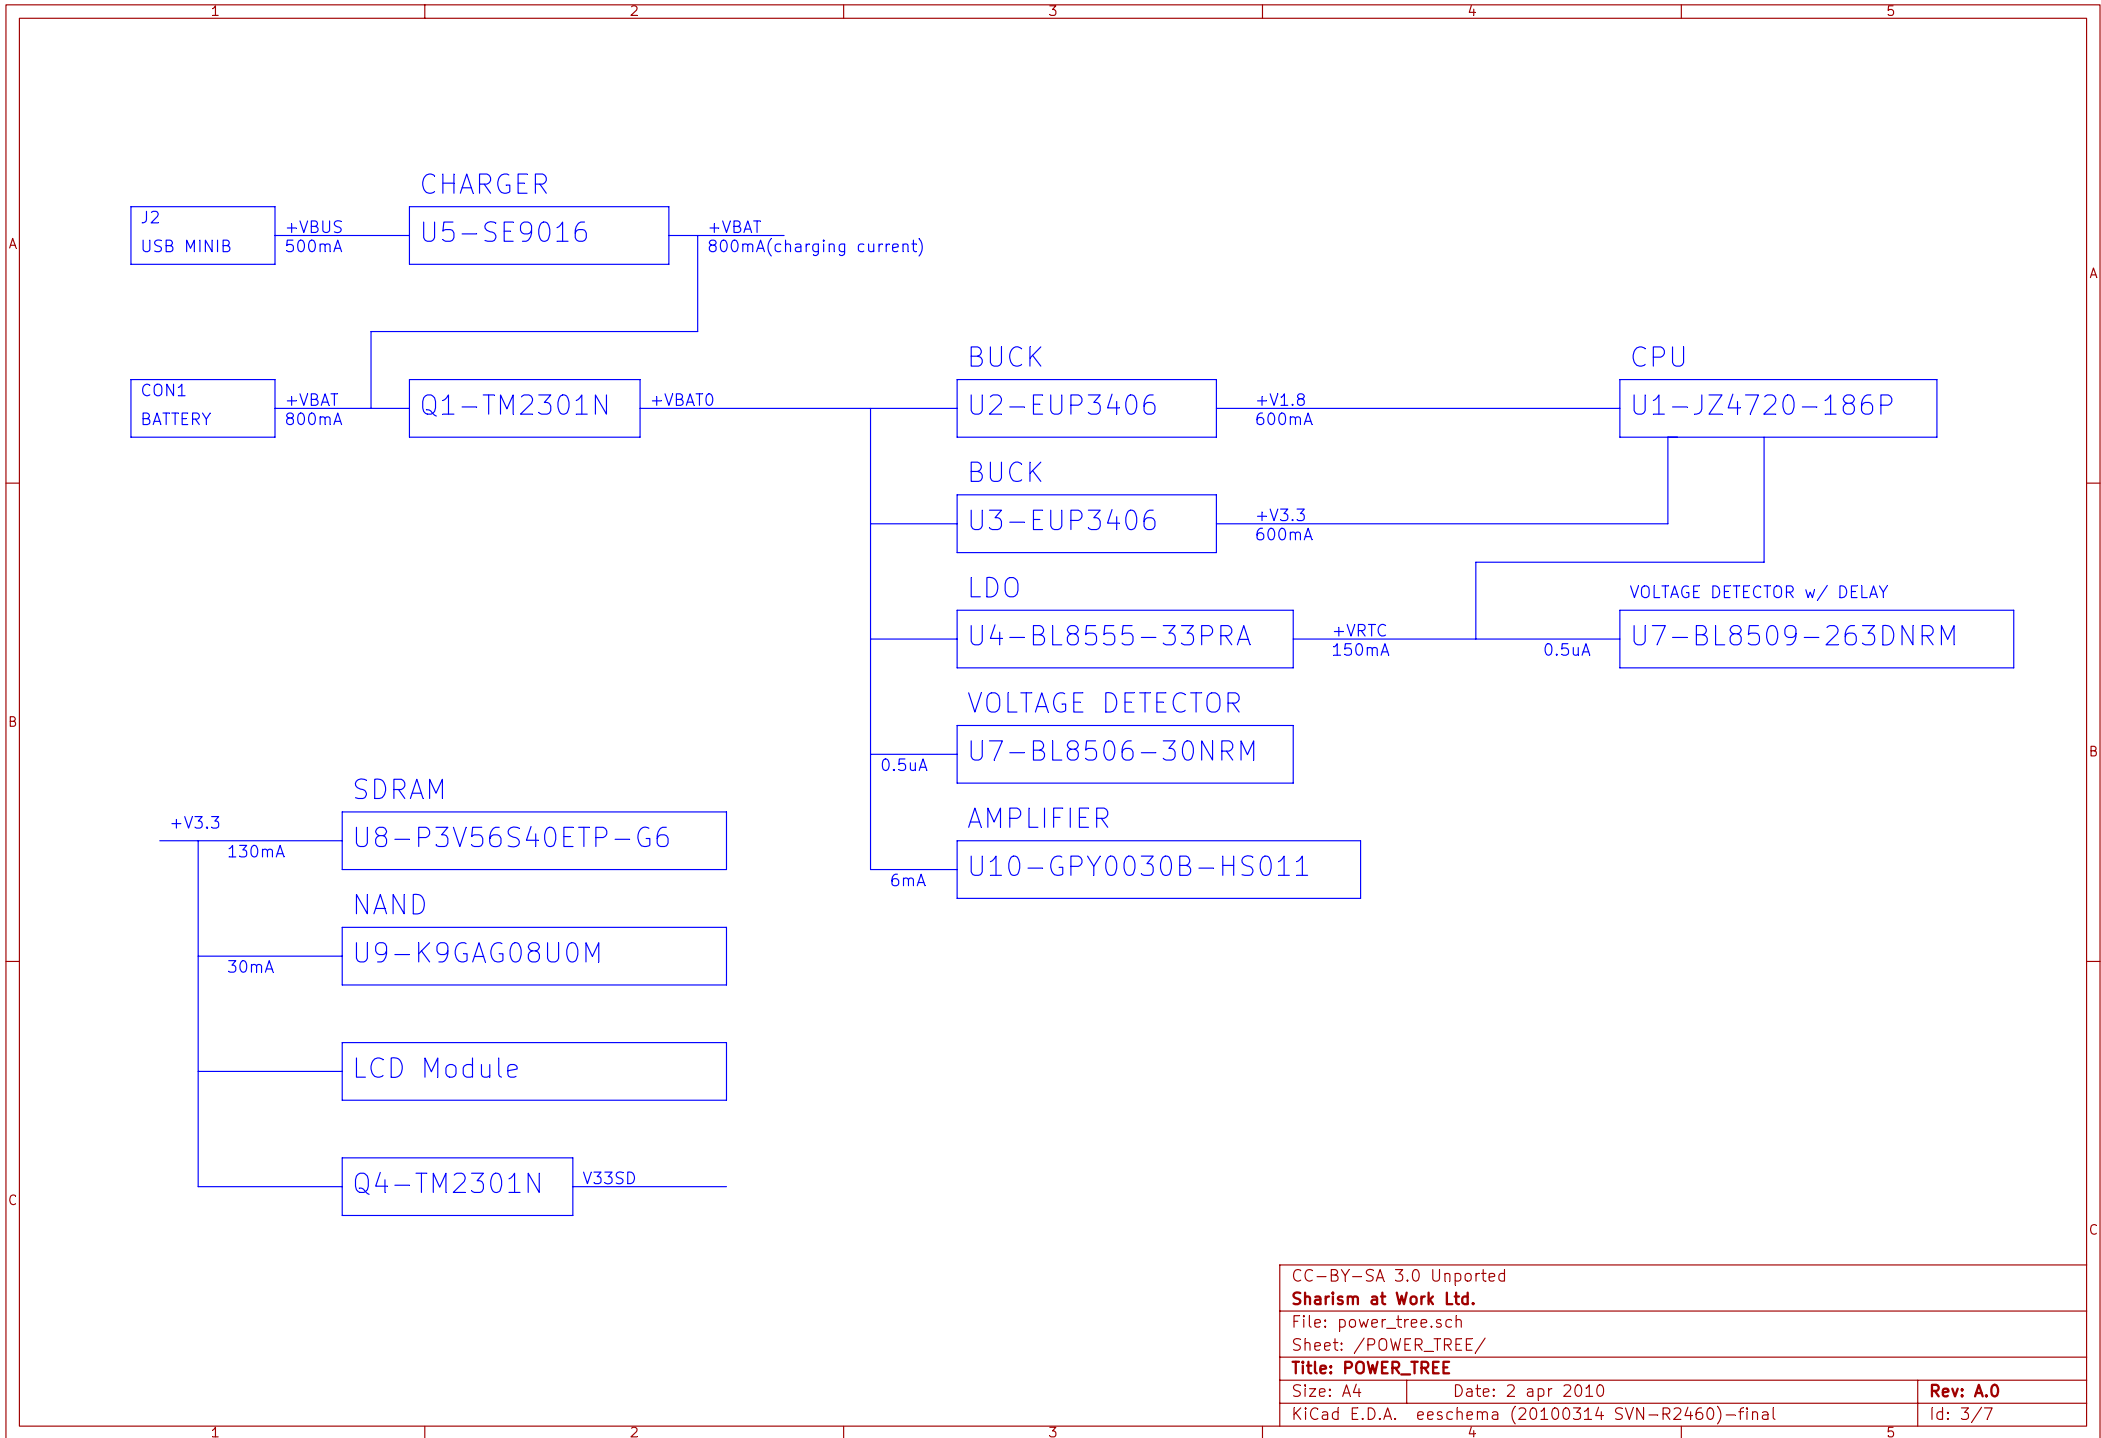 1 2 3 4 5
A
A
B
B
C
C
CHARGER
J2
USB MINIB
+VBUS
500mA
U5-SE9016
+VBAT
800mA(charging current)
CON1
BATTERY
+VBAT
800mA
Q1-TM2301N
+VBATO
BUCK
U2-EUP3406
+V1.8
600mA
CPU
U1-JZ4720-186P
BUCK
U3-EUP3406
+V3.3
600mA
LDO
U4-BL8555-33PRA
+VRTC
150mA
0.5uA
VOLTAGE DETECTOR w/ DELAY
U7-BL8509-263DNRM
VOLTAGE DETECTOR
0.5uA
U7-BL8506-30NRM
AMPLIFIER
6mA
U10-GPY0030B-HS011
SDRAM
+V3.3
130mA
U8-P3V56S40ETP-G6
NAND
30mA
U9-K9GAG08U0M
LCD Module
Q4-TM2301N
V33SD
CC-BY-SA 3.0 Unported
Sharism at Work Ltd.
File: power_tree.sch
Sheet: /POWER_TREE/
Title: POWER_TREE
Size: A4 Date: 2 apr 2010 Rev: A.0
KiCad E.D.A. eeschema (20100314 SVN-R2460)-final Id: 3/7
1 2 3 4 5